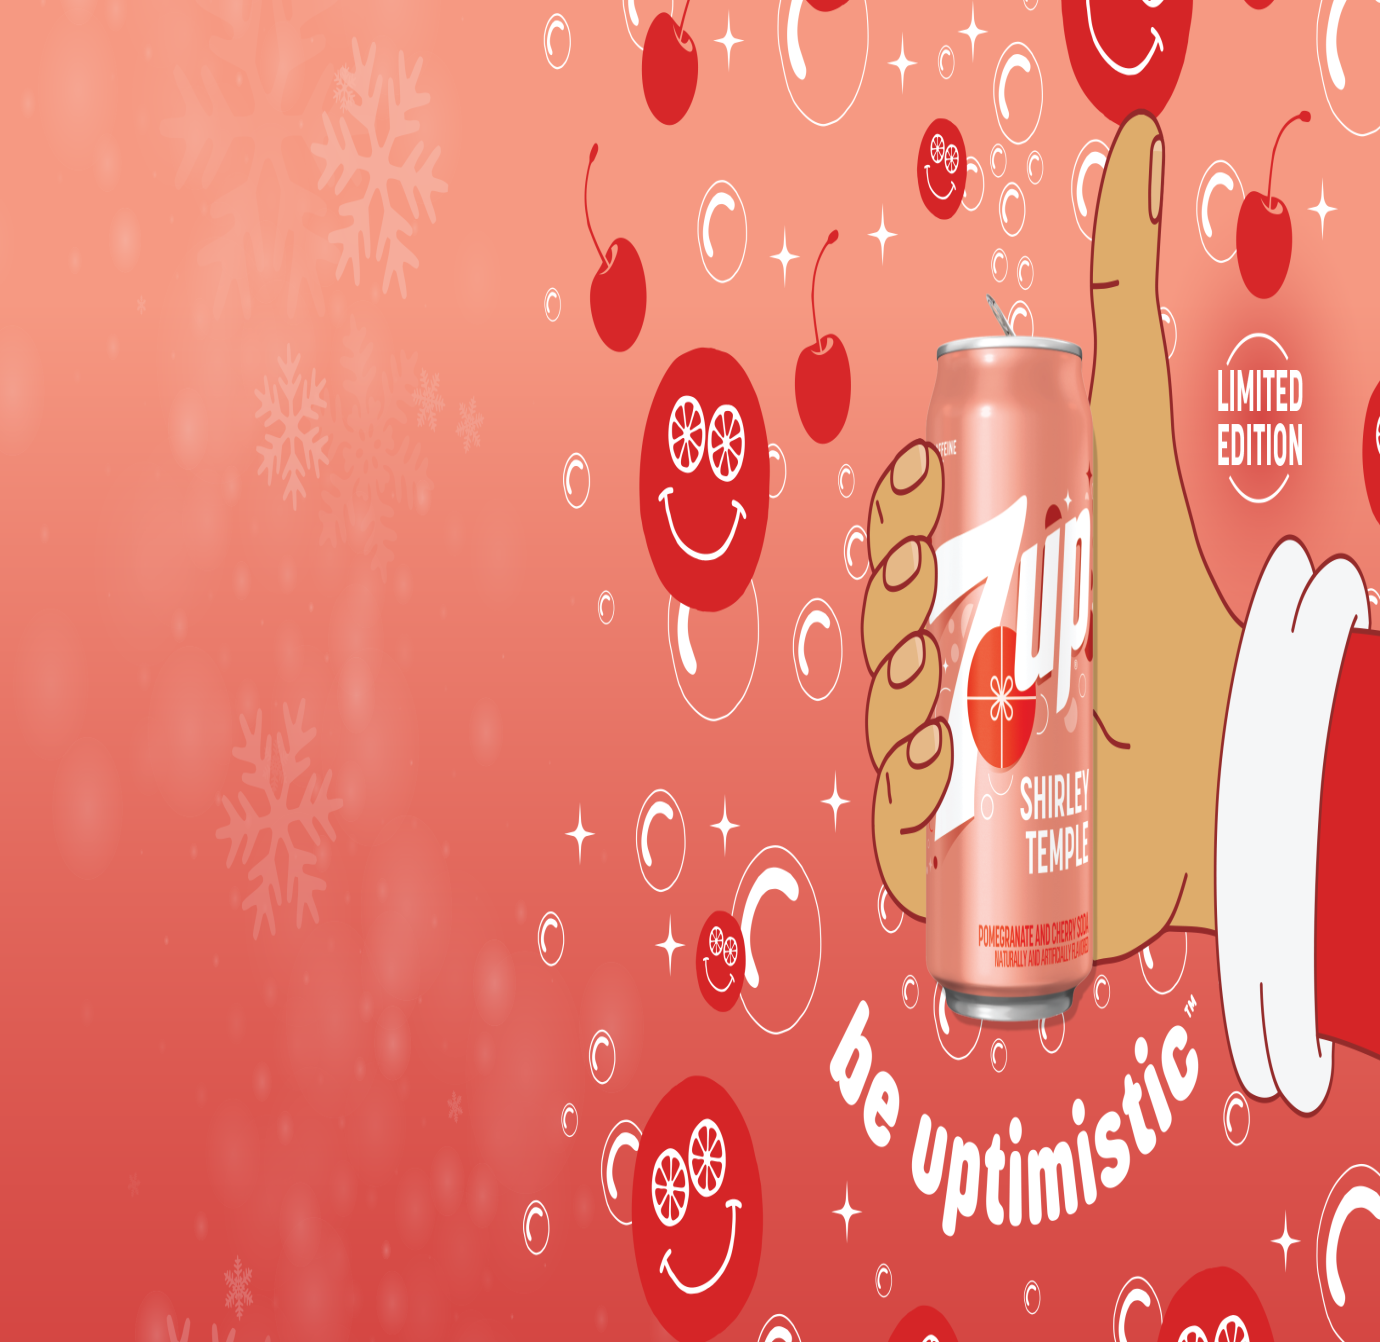 LIMITED
EDITION
7up
SHIRLEY
TEMPLE
POMEGRANATE AND CHERRY SODA
NATURALLY AND ARTIFICIALLY FLAVORED
be uptimistic™